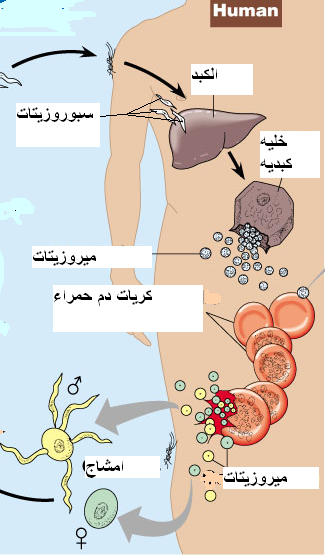 Human
الكبد
سبوروزيتات
خليه
كبديه
ميروزيتات
كريات دم حمراء
♂
امشاج
♀
ميروزيتات